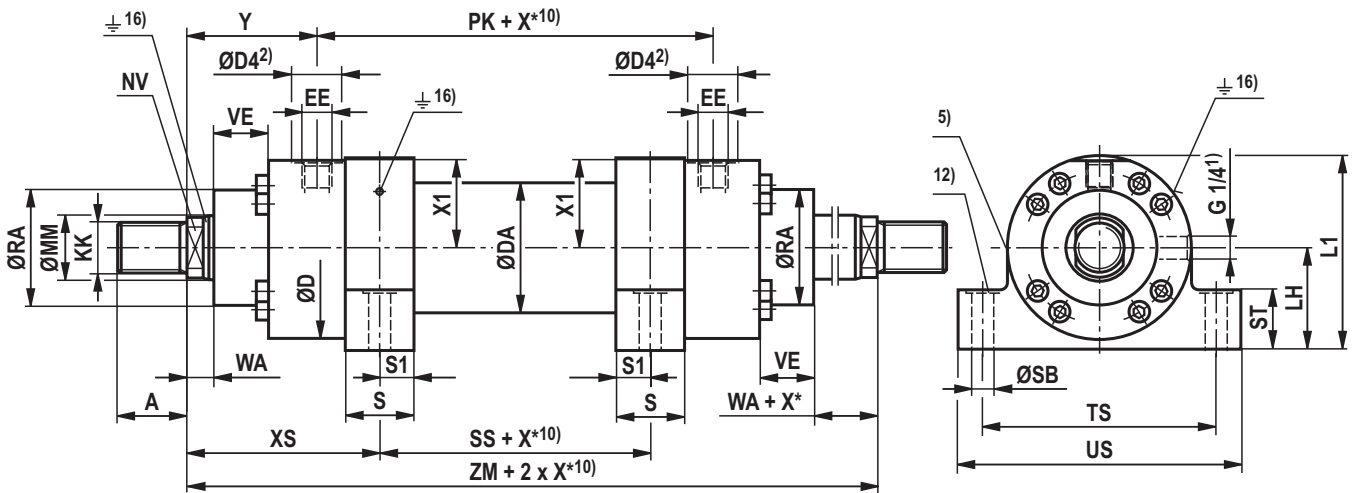 ⏚ 16)
Y
PK + X*10)
ØD4 2)
ØD4 2)
NV
VE
EE
⏚ 16)
EE
⏚ 16)
5)
12)
G 1/4 1)
ØRA
ØMM
KK
ØD
X1
ØDA
X1
ØRA
L1
LH
ST
WA
S1
S1
VE
ØSB
A
S
S
WA + X*
TS
XS
SS + X*10)
US
ZM + 2 x X*10)